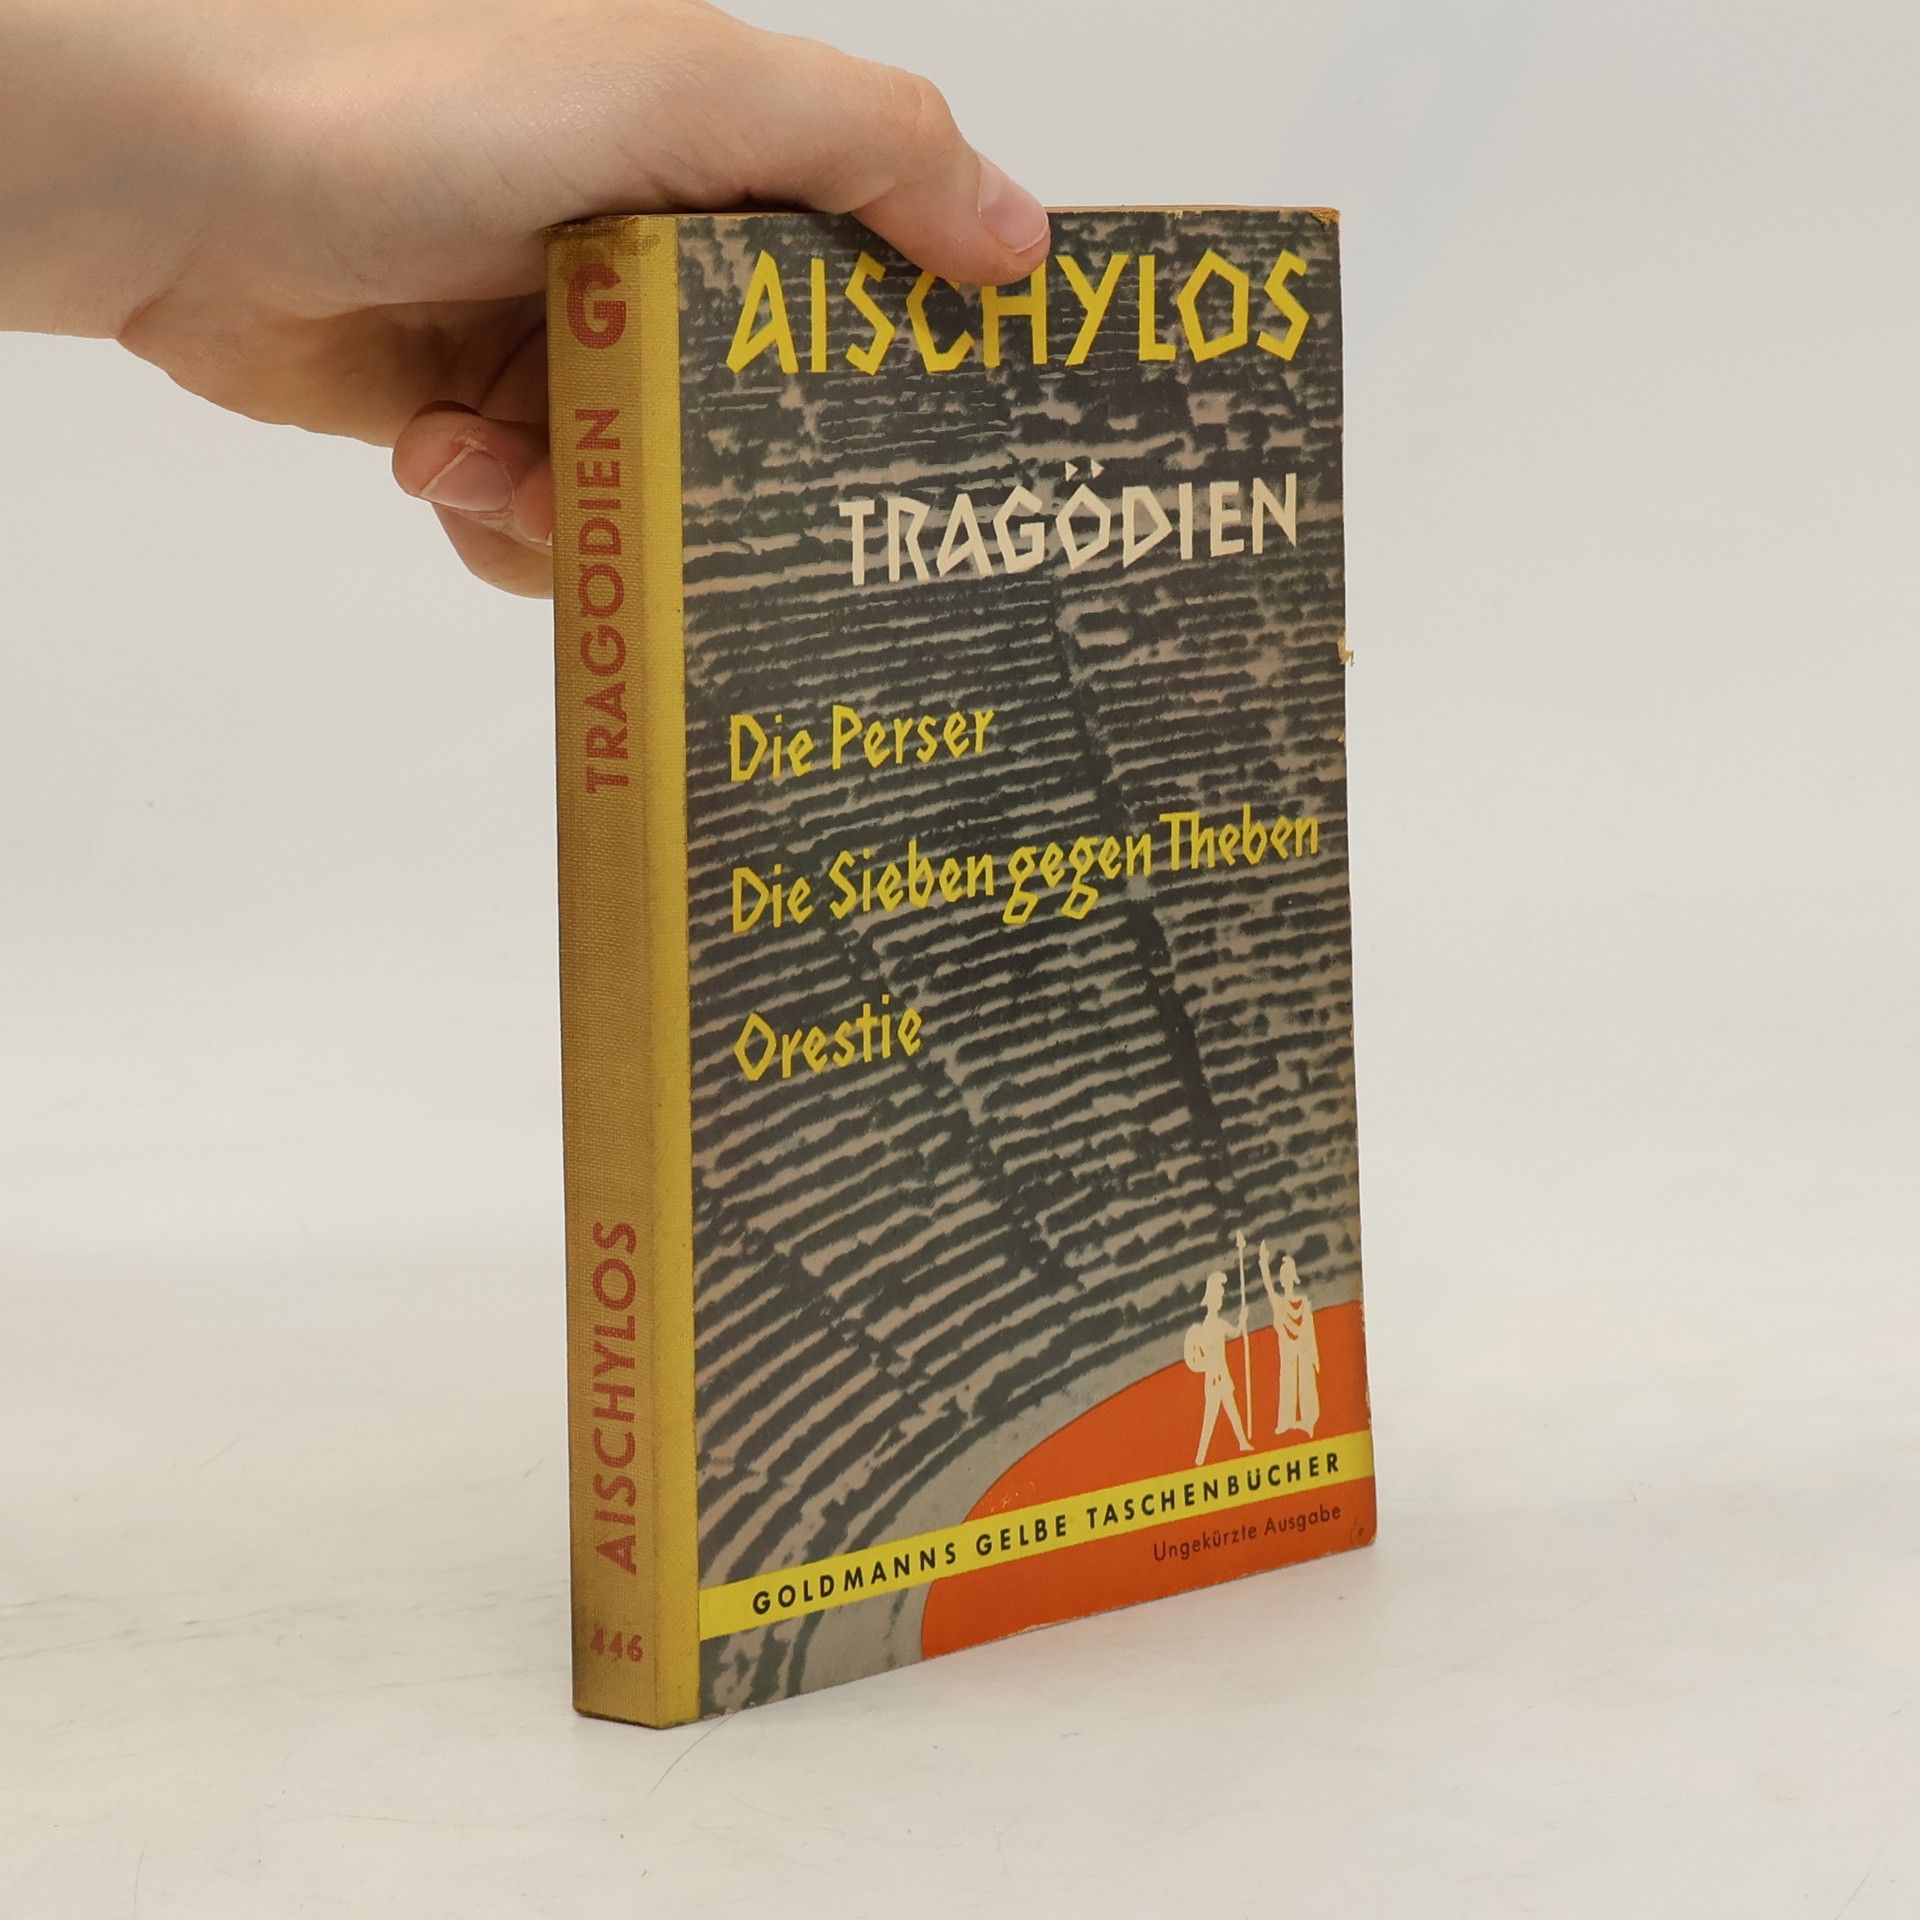 G
TRAGÖDIEN
AISCHYLOS
446
AISCHYLOS
TRAGÖDIEN
Die Perser
Die Sieben gegen Theben
Orestie
GOLDMANNS GELBE TASCHENBÜCHER
Ungekürzte Ausgabe